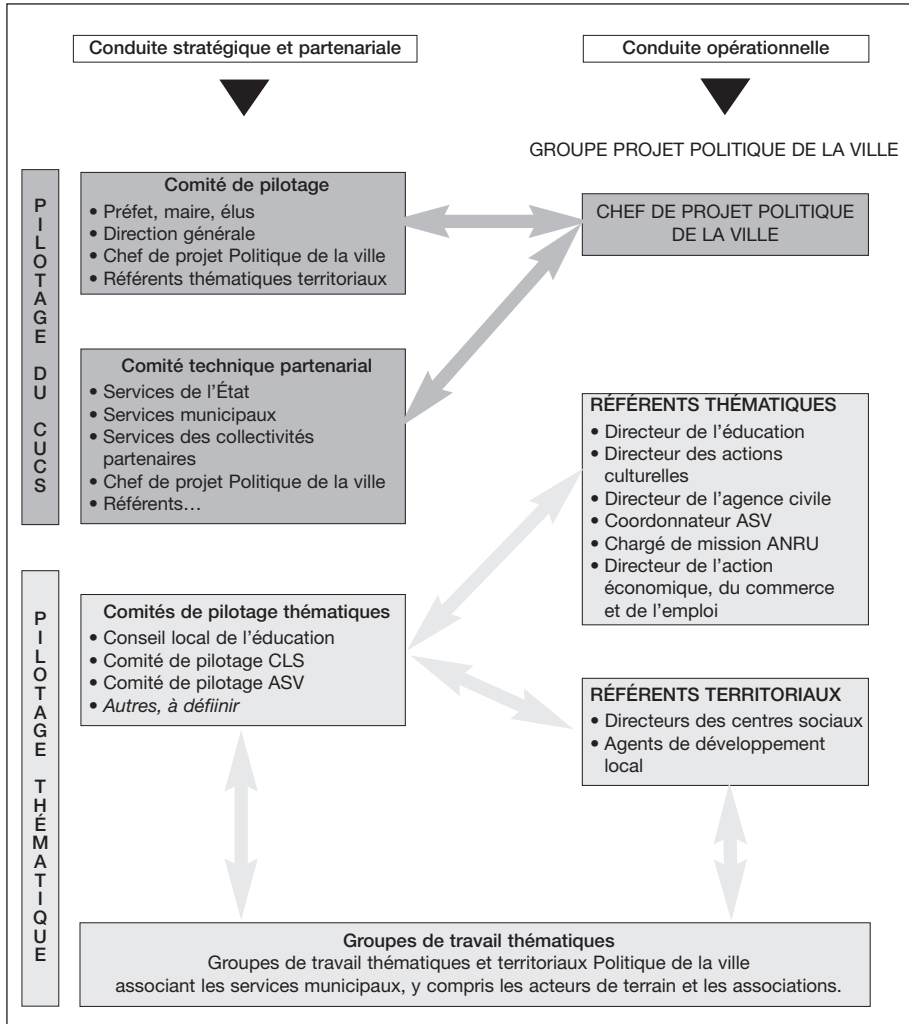 Conduite stratégique et partenariale
Conduite opérationnelle
GROUPE PROJET POLITIQUE DE LA VILLE
PILOTAGE DU CUCS
Comité de pilotage
• Préfet, maire, élus
• Direction générale
• Chef de projet Politique de la ville
• Référents thématiques territoriaux
CHEF DE PROJET POLITIQUE
DE LA VILLE
Comité technique partenarial
• Services de l'État
• Services municipaux
• Services des collectivités
partenaires
• Chef de projet Politique de la ville
• Référents…
RÉFÉRENTS THÉMATIQUES
• Directeur de l'éducation
• Directeur des actions
culturelles
• Directeur de l'agence civile
• Coordonnateur ASV
• Chargé de mission ANRU
• Directeur de l'action
économique, du commerce
et de l'emploi
PILOTAGE THÉMATIQUE
Comités de pilotage thématiques
• Conseil local de l'éducation
• Comité de pilotage CLS
• Comité de pilotage ASV
• Autres, à défiinir
RÉFÉRENTS TERRITORIAUX
• Directeurs des centres sociaux
• Agents de développement
local
Groupes de travail thématiques
Groupes de travail thématiques et territoriaux Politique de la ville
associant les services municipaux, y compris les acteurs de terrain et les associations.